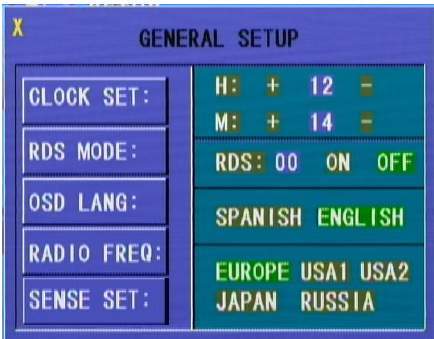 X
GENERAL SETUP
CLOCK SET:
H: + 12 -
M: + 14 -
RDS MODE:
RDS: 00 ON OFF
OSD LANG:
SPANISH ENGLISH
RADIO FREQ:
EUROPE USA1 USA2
SENSE SET:
JAPAN RUSSIA